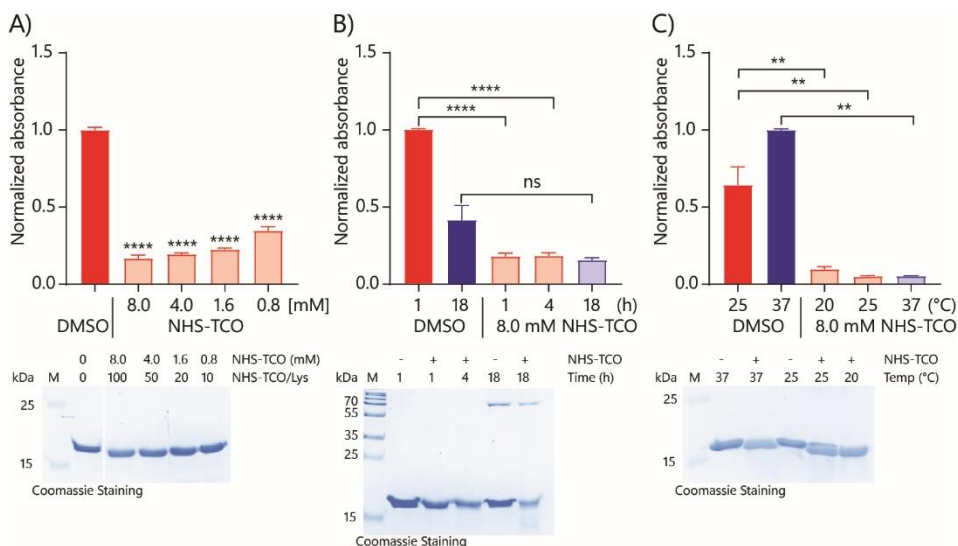 A)
Normalized absorbance
1.5
1.0
0.5
0.0
**** **** **** ****
8.0 4.0 1.6 0.8 [mM]
DMSO NHS-TCO
0 8.0 4.0 1.6 0.8 NHS-TCO (mM)
kDa M 0 100 50 20 10 NHS-TCO/Lys
25
15
Coomassie Staining
B)
Normalized absorbance
1.5
1.0
0.5
0.0
****
****
ns
1 18 1 4 18 (h)
DMSO 8.0 mM NHS-TCO
- + + - + NHS-TCO
kDa M 1 1 4 18 18 Time (h)
70
55
35
25
15
Coomassie Staining
C)
Normalized absorbance
1.5
1.0
0.5
0.0
**
**
**
25 37 20 25 37 (°C)
DMSO 8.0 mM NHS-TCO
- + - + + NHS-TCO
kDa M 37 37 25 25 20 Temp (°C)
25
15
Coomassie Staining